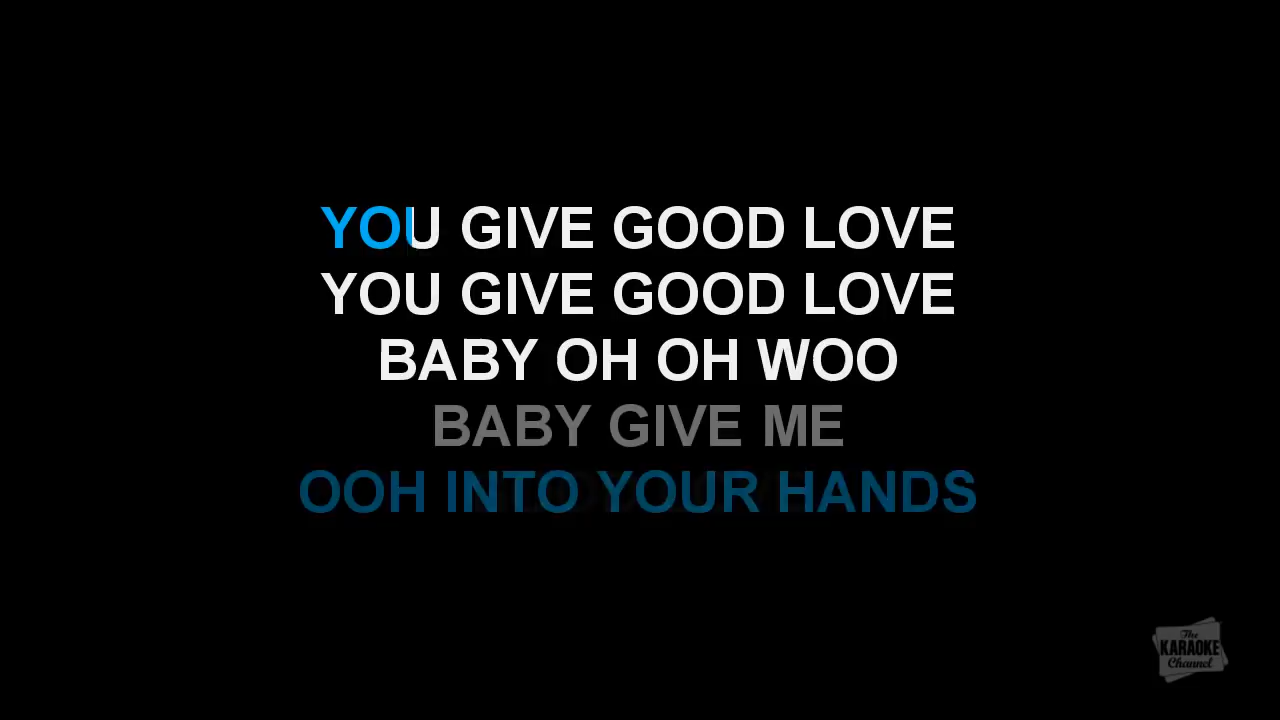 YOU GIVE GOOD LOVE
YOU GIVE GOOD LOVE
BABY OH OH WOO
BABY GIVE ME
OOH INTO YOUR HANDS
The
KARAOKE
Channel